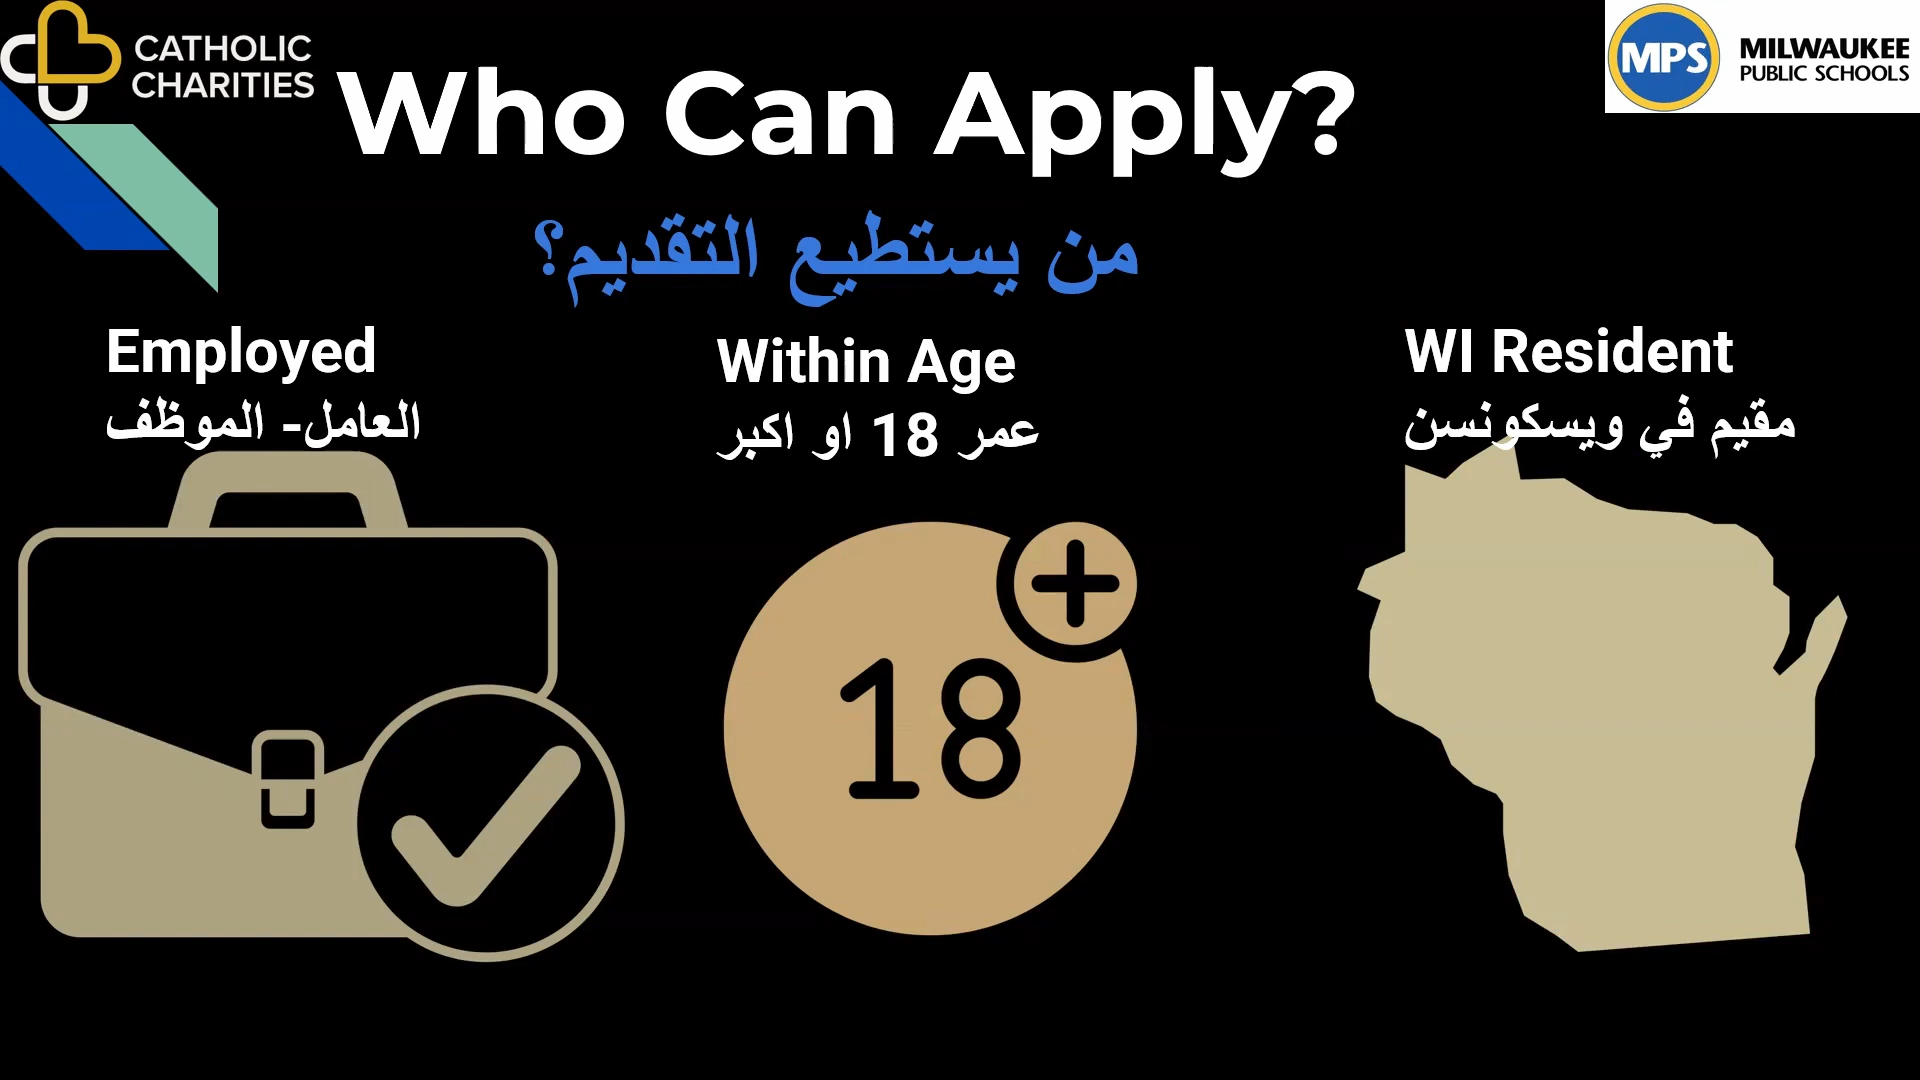 CATHOLIC
CHARITIES
MPS
MILWAUKEE
PUBLIC SCHOOLS
Who Can Apply?
من يستطيع التقديم؟
Employed
العامل- الموظف
Within Age
عمر 18 او اكبر
WI Resident
مقيم في ويسكونسن
18
+